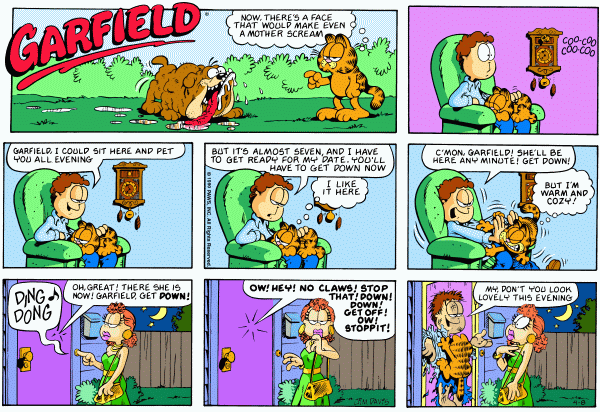 GARFIELD
NOW, THERE'S A FACE
THAT WOULD MAKE EVEN
A MOTHER SCREAM
COO-COO
COO-COO
GARFIELD, I COULD SIT HERE AND PET
YOU ALL EVENING
BUT IT'S ALMOST SEVEN, AND I HAVE
TO GET READY FOR MY DATE. YOU'LL
HAVE TO GET DOWN NOW
I LIKE
IT HERE
C'MON, GARFIELD! SHE'LL BE
HERE ANY MINUTE! GET DOWN!
BUT I'M
WARM AND
COZY!
DING
DONG
OH, GREAT! THERE SHE IS
NOW! GARFIELD, GET DOWN!
OW! HEY! NO CLAWS! STOP
THAT! DOWN!
DOWN!
GET OFF!
OW!
STOP IT!
JIM DAVIS
MY, DON'T YOU LOOK
LOVELY THIS EVENING
4-8